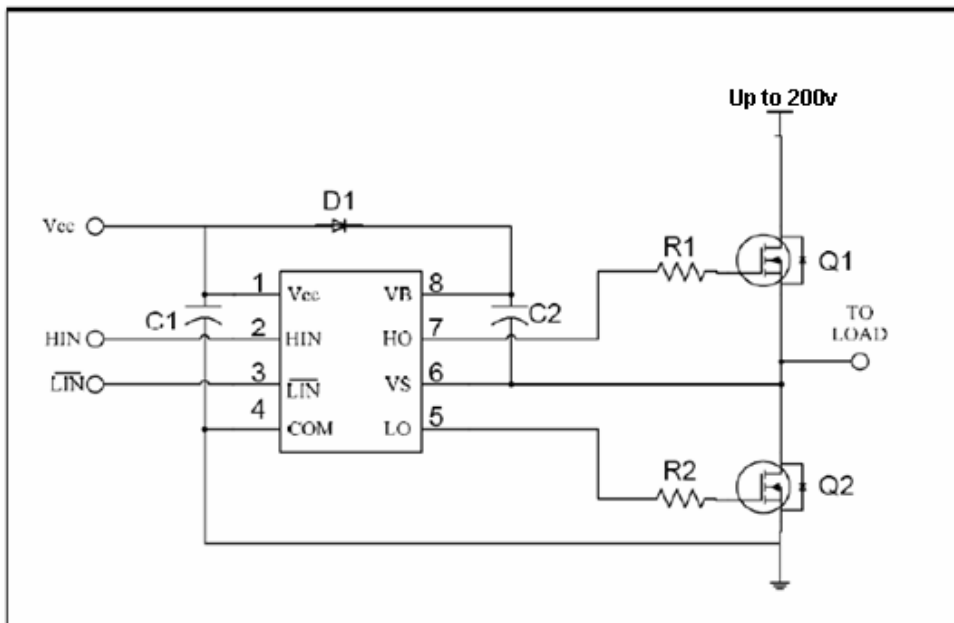 Up to 200v
D1
Vcc
R1
Q1
1
Vcc
VB
8
C1
C2
TO
LOAD
HIN
2
HIN
HO
7
LIN
3
LIN
VS
6
4
COM
LO
5
R2
Q2